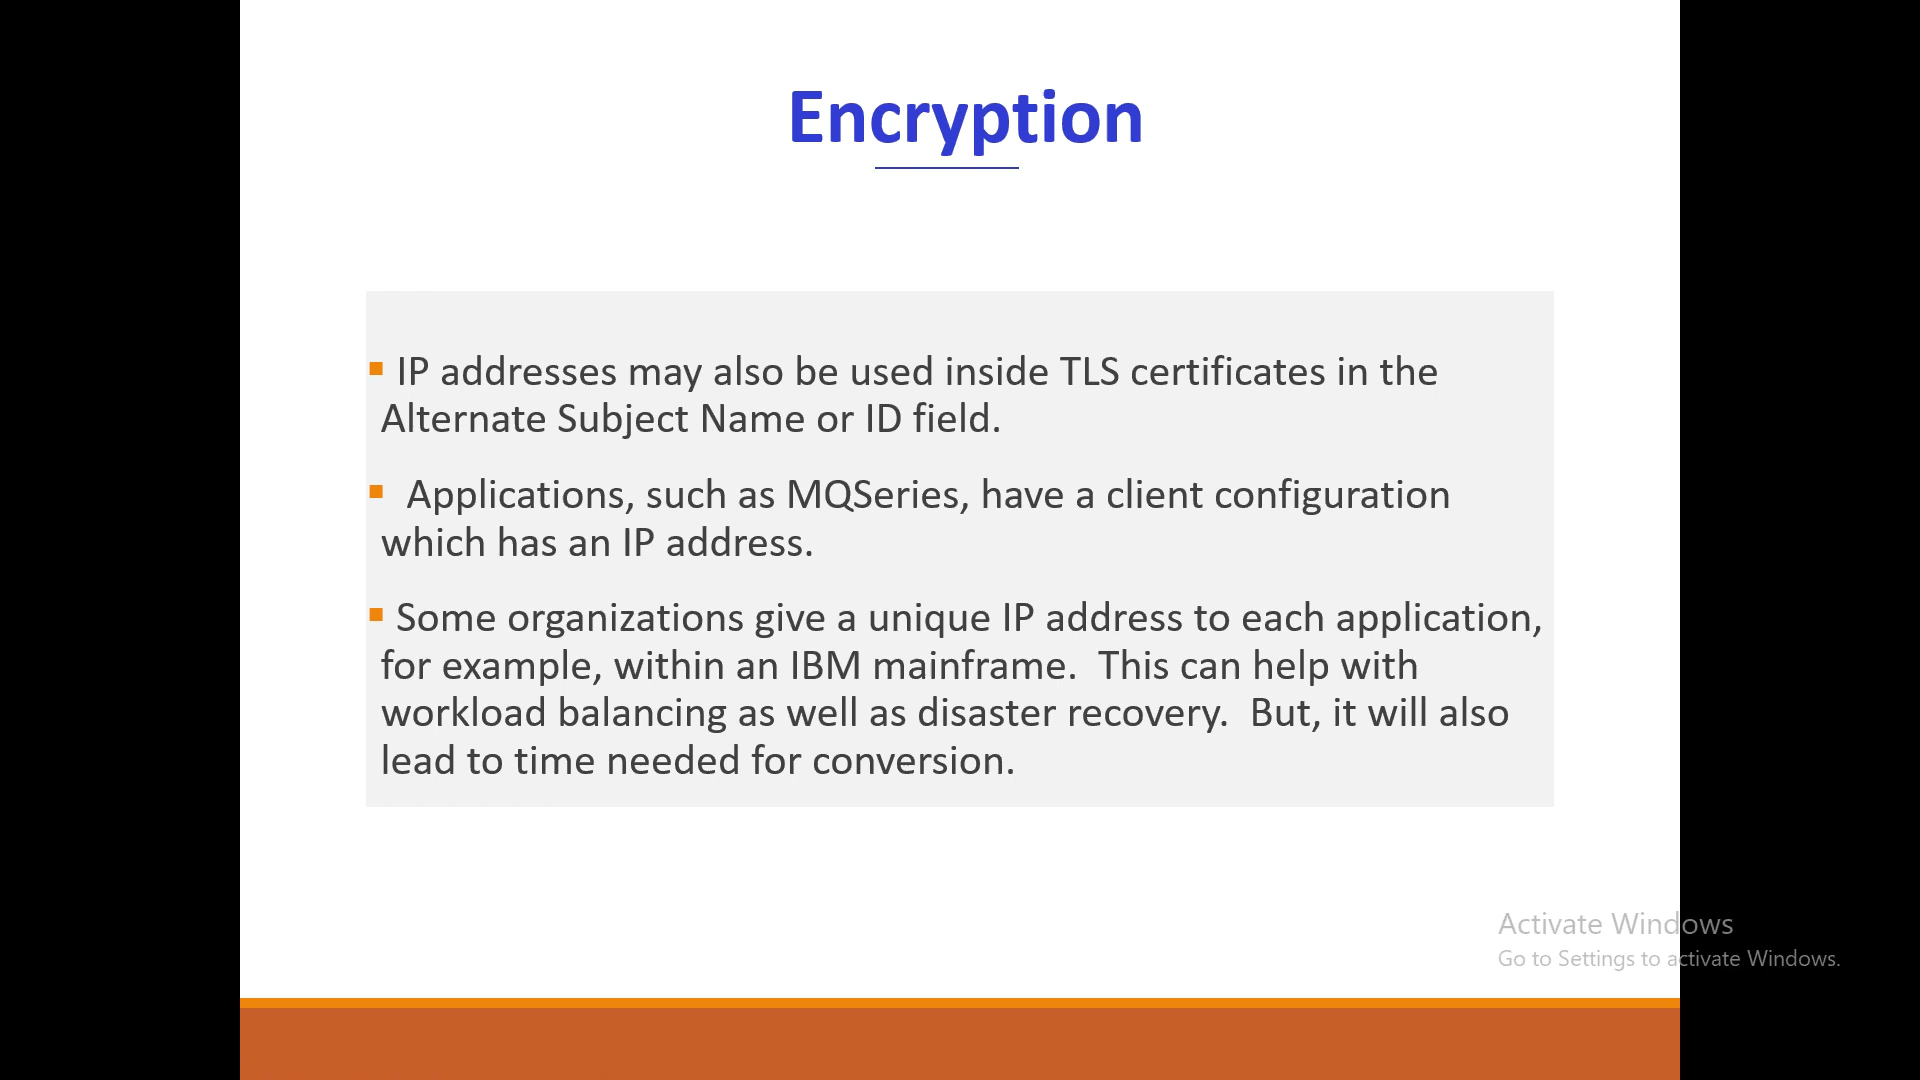 Encryption
▪ IP addresses may also be used inside TLS certificates in the
Alternate Subject Name or ID field.
▪ Applications, such as MQSeries, have a client configuration
which has an IP address.
▪ Some organizations give a unique IP address to each application,
for example, within an IBM mainframe.  This can help with
workload balancing as well as disaster recovery.  But, it will also
lead to time needed for conversion.
Activate Windows
Go to Settings to activate Windows.